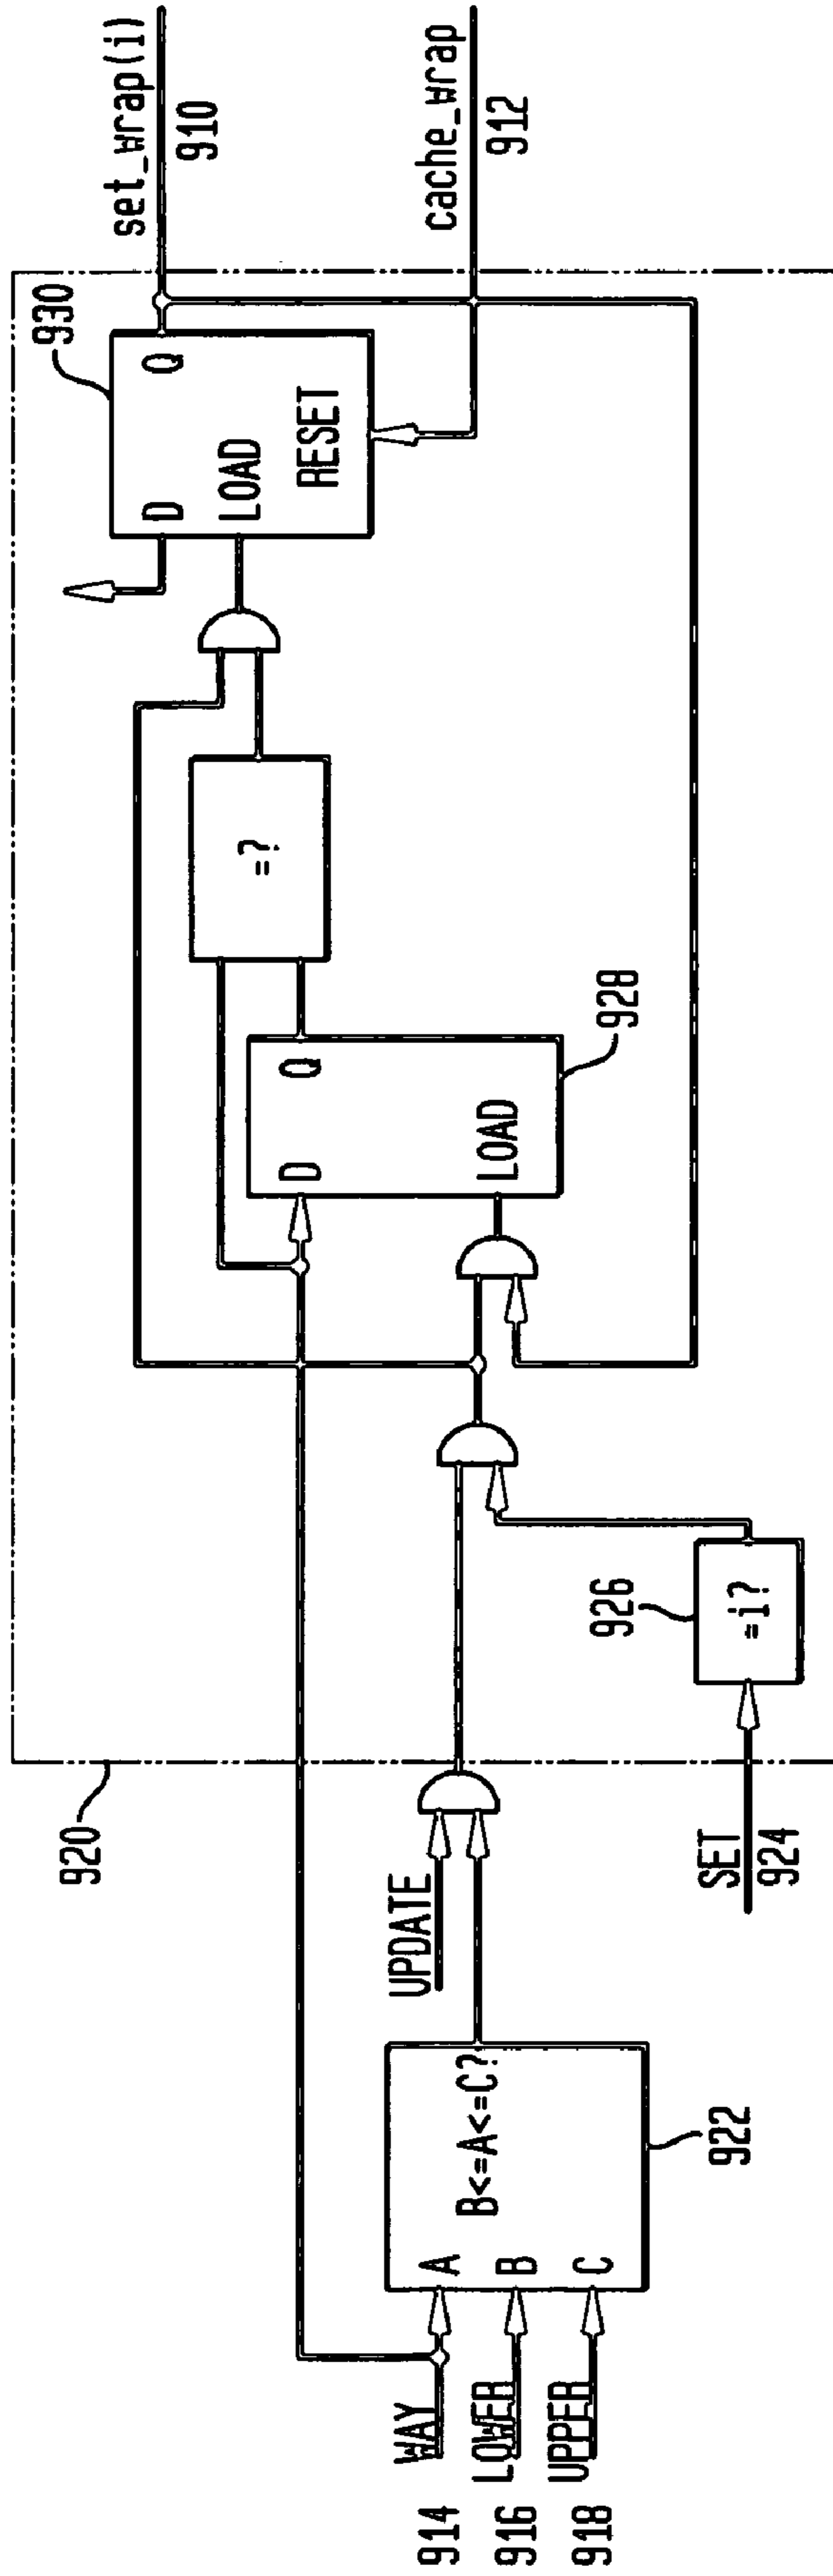 set_wrap(i)
910
cache_wrap
912
930
D
Q
LOAD
RESET
=?
D
Q
LOAD
928
926
=i?
920
SET
924
UPDATE
B<=A<=C?
A
B
C
922
WAY
914
LOWER
916
UPPER
918